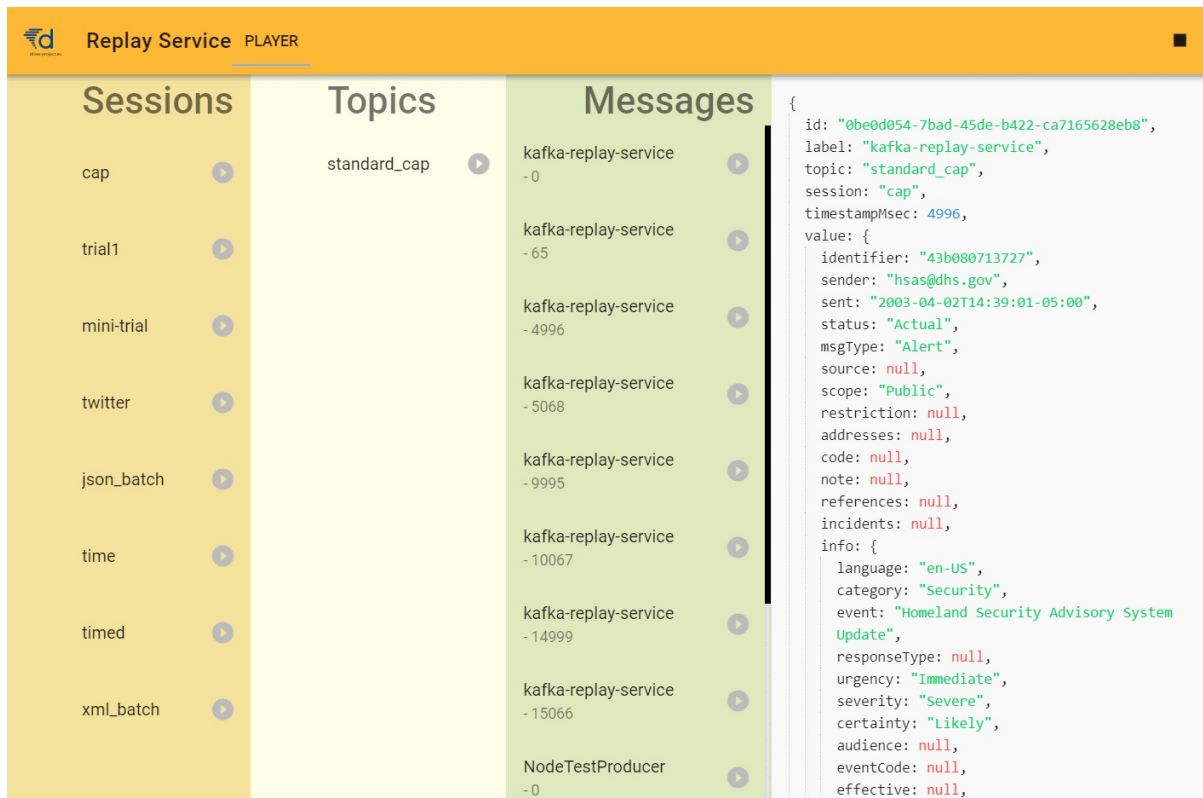 Replay Service PLAYER
Sessions
cap
trial1
mini-trial
twitter
json_batch
time
timed
xml_batch
Topics
standard_cap
Messages
kafka-replay-service
- 0
kafka-replay-service
- 65
kafka-replay-service
- 4996
kafka-replay-service
- 5068
kafka-replay-service
- 9995
kafka-replay-service
- 10067
kafka-replay-service
- 14999
kafka-replay-service
- 15066
NodeTestProducer
- 0
{
id: "0be0d054-7bad-45de-b422-ca7165628eb8",
label: "kafka-replay-service",
topic: "standard_cap",
session: "cap",
timestampMsec: 4996,
value: {
identifier: "43b080713727",
sender: "hsas@dhs.gov",
sent: "2003-04-02T14:39:01-05:00",
status: "Actual",
msgType: "Alert",
source: null,
scope: "Public",
restriction: null,
addresses: null,
code: null,
note: null,
references: null,
incidents: null,
info: {
language: "en-US",
category: "Security",
event: "Homeland Security Advisory System
Update",
responseType: null,
urgency: "Immediate",
severity: "Severe",
certainty: "Likely",
audience: null,
eventCode: null,
effective: null,